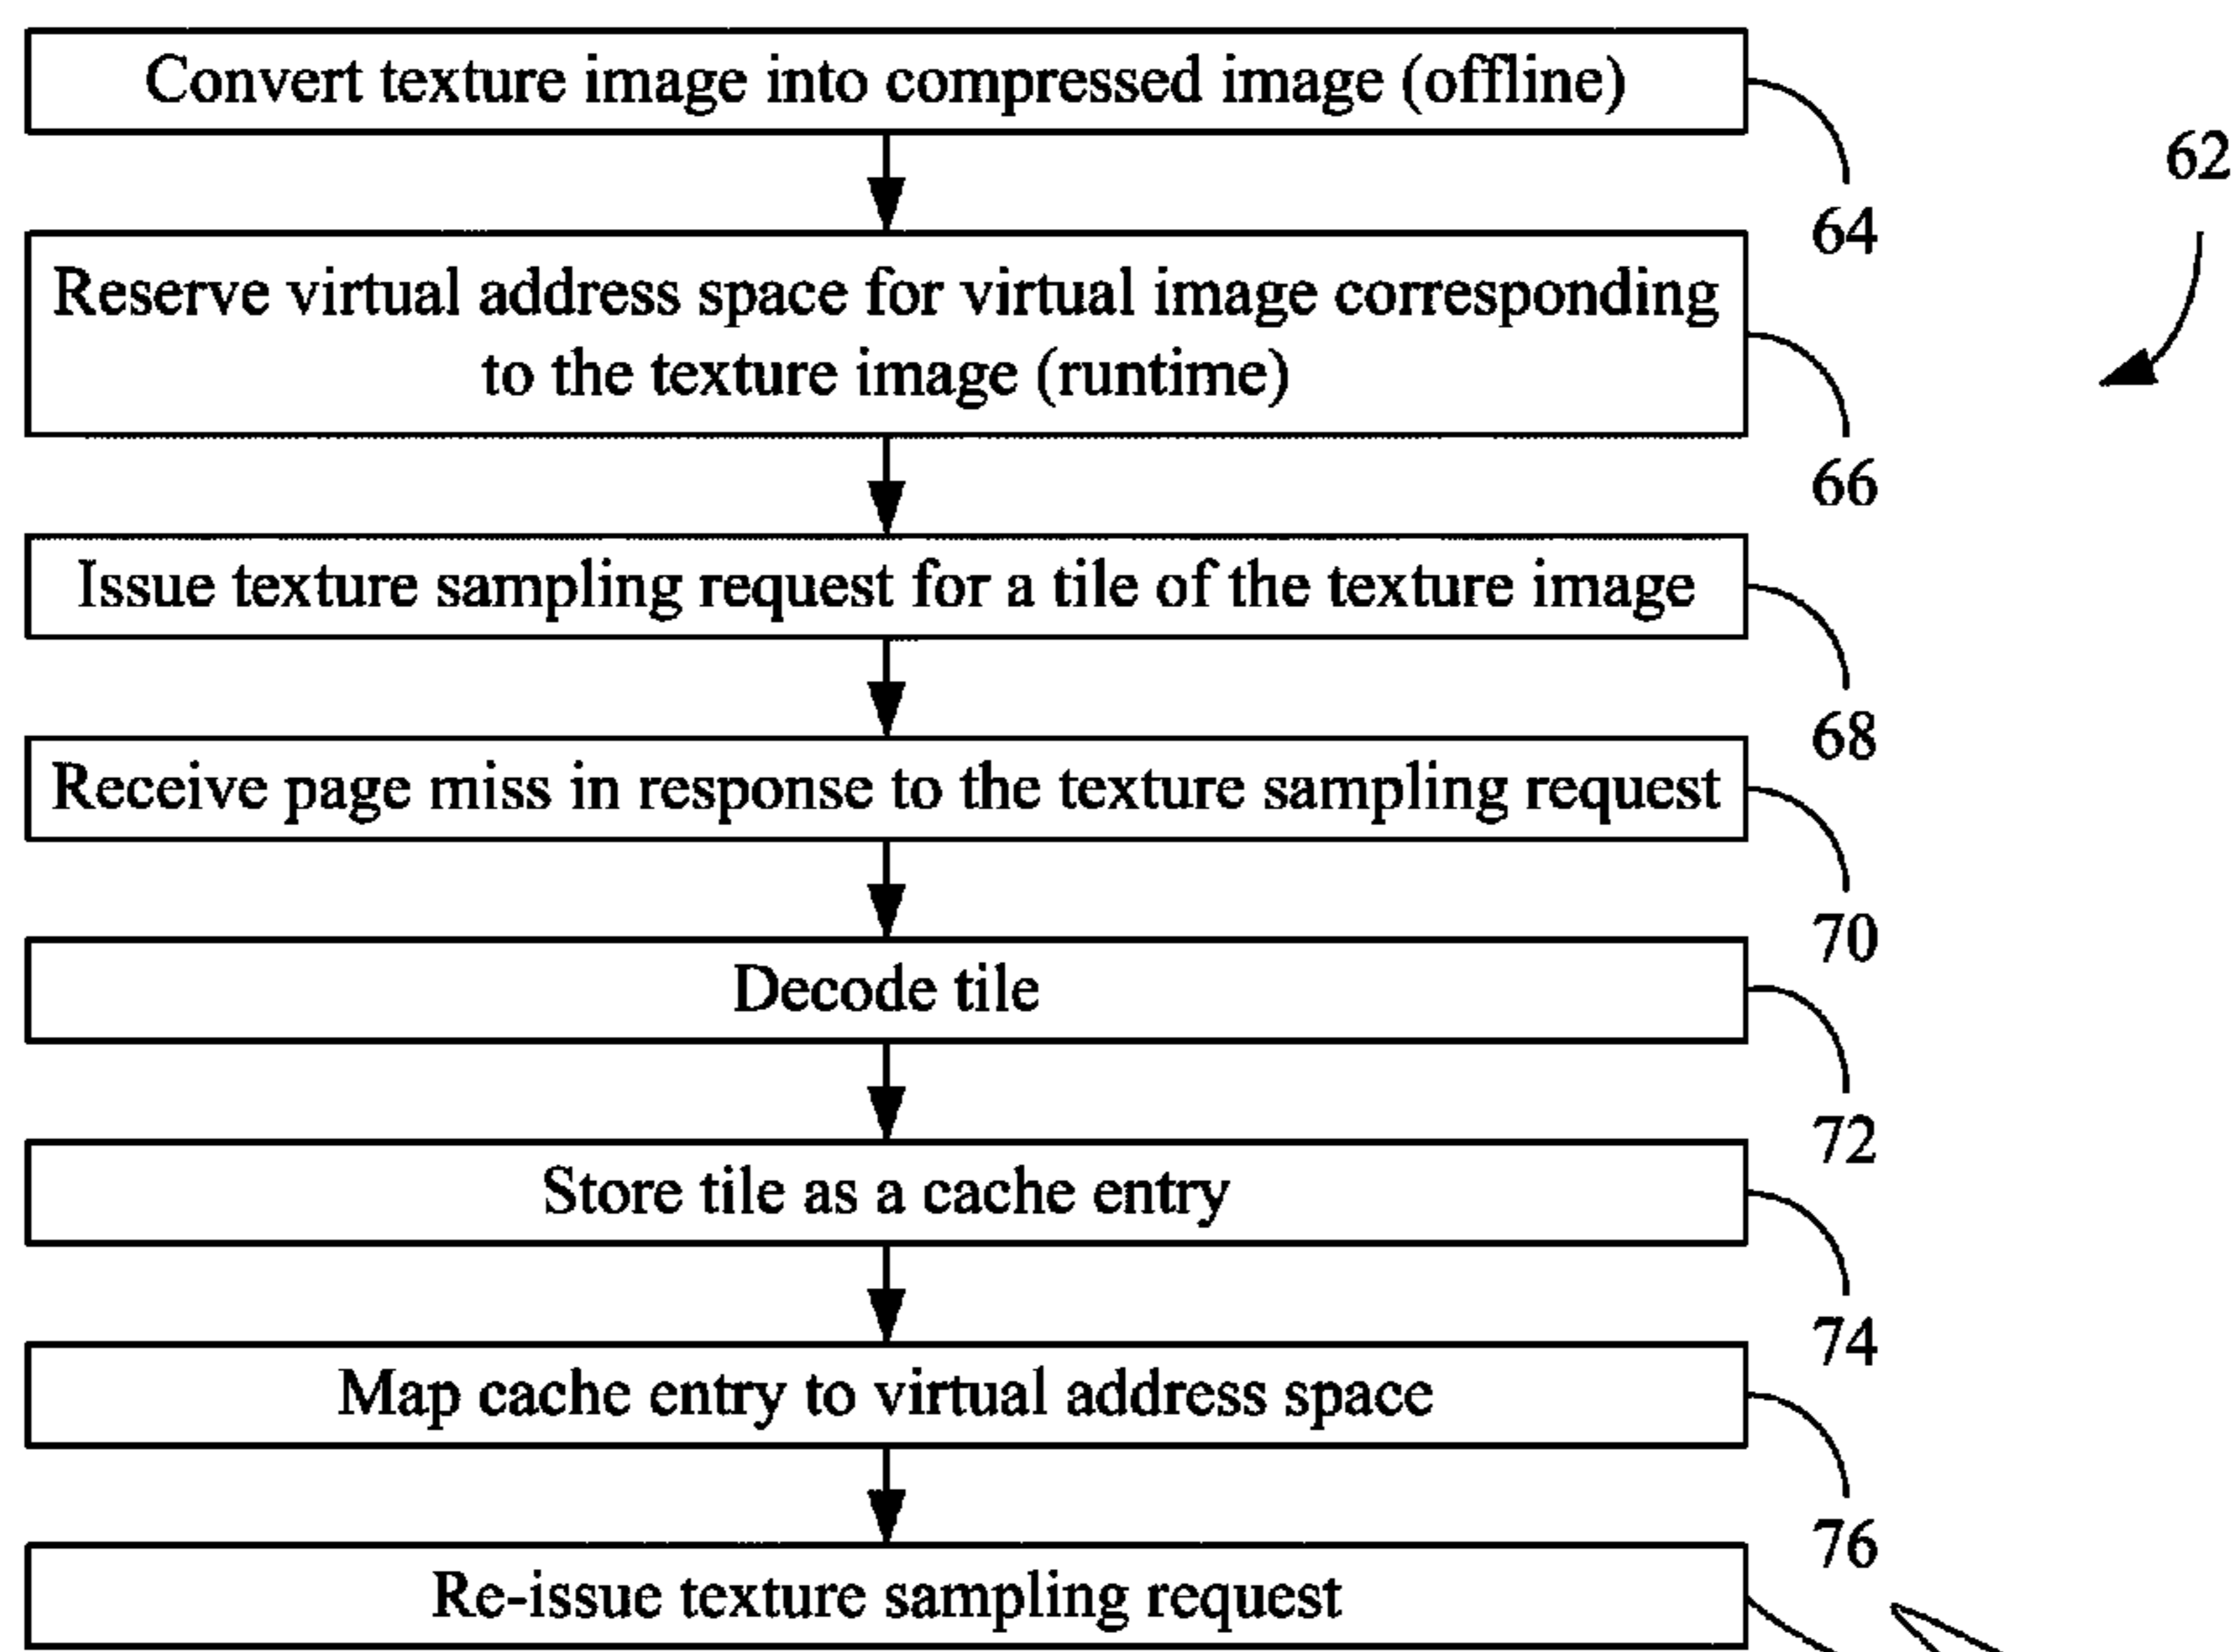 Convert texture image into compressed image (offline)
62
64
Reserve virtual address space for virtual image corresponding
to the texture image (runtime)
66
Issue texture sampling request for a tile of the texture image
68
Receive page miss in response to the texture sampling request
70
Decode tile
72
Store tile as a cache entry
74
Map cache entry to virtual address space
76
Re-issue texture sampling request